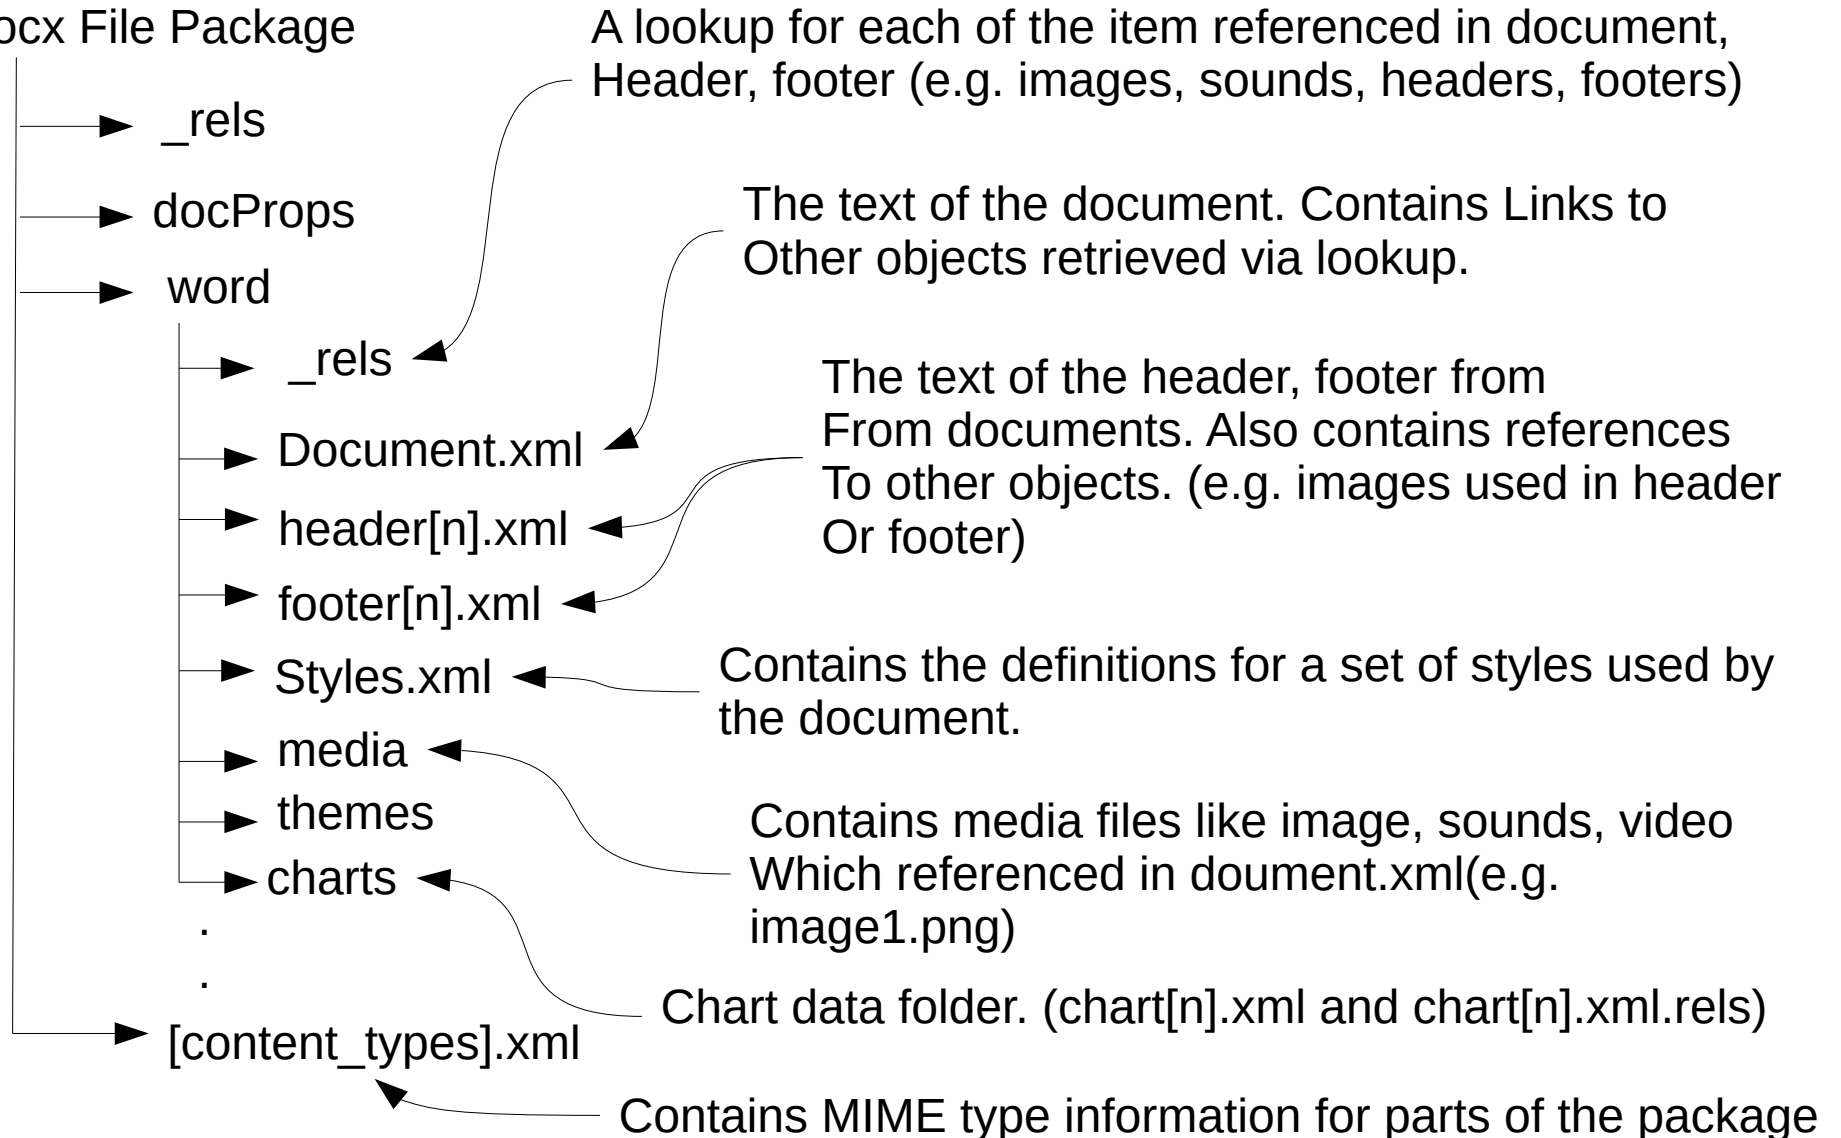 ocx File Package
A lookup for each of the item referenced in document,
Header, footer (e.g. images, sounds, headers, footers)
_rels
docProps
The text of the document. Contains Links to
Other objects retrieved via lookup.
word
_rels
The text of the header, footer from
From documents. Also contains references
To other objects. (e.g. images used in header
Or footer)
Document.xml
header[n].xml
footer[n].xml
Styles.xml
Contains the definitions for a set of styles used by
the document.
media
themes
Contains media files like image, sounds, video
Which referenced in doument.xml(e.g.
image1.png)
charts
.
.
Chart data folder. (chart[n].xml and chart[n].xml.rels)
[content_types].xml
Contains MIME type information for parts of the package